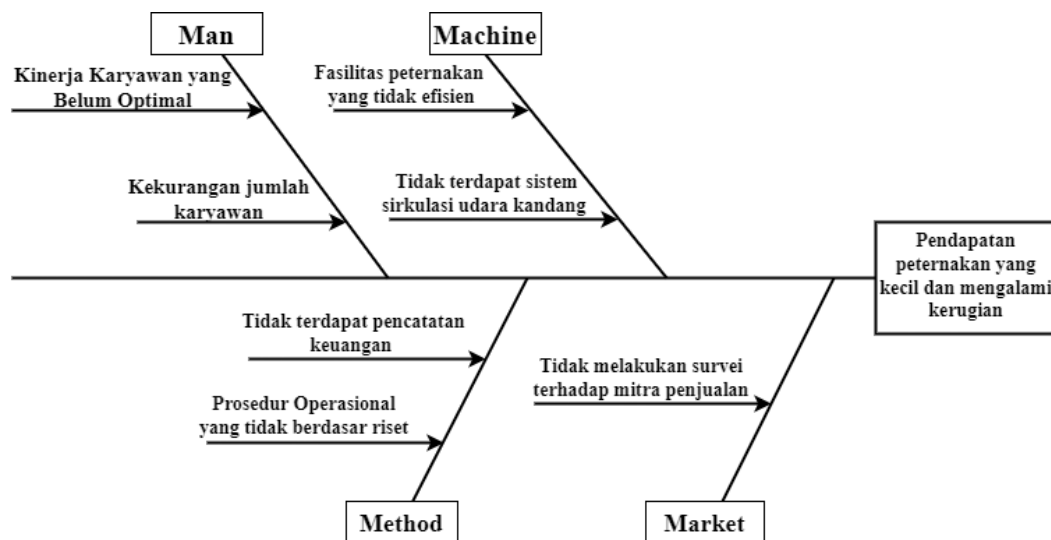 Man
Machine
Kinerja Karyawan yang
Belum Optimal
Fasilitas peternakan
yang tidak efisien
Kekurangan jumlah
karyawan
Tidak terdapat sistem
sirkulasi udara kandang
Pendapatan
peternakan yang
kecil dan mengalami
kerugian
Tidak terdapat pencatatan
keuangan
Prosedur Operasional
yang tidak berdasar riset
Tidak melakukan survei
terhadap mitra penjualan
Method
Market